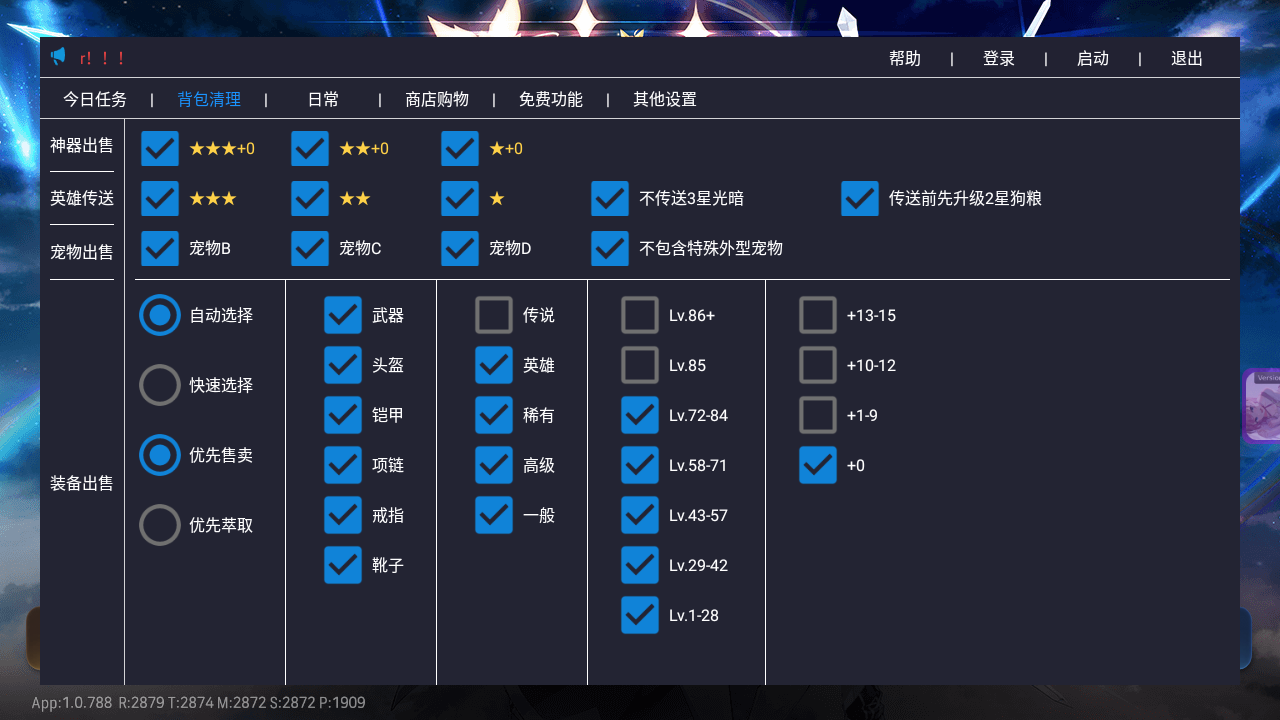 r！！！ 帮助 | 登录 | 启动 | 退出
今日任务 | 背包清理 | 日常 | 商店购物 | 免费功能 | 其他设置
神器出售 ★★★+0 ★★+0 ★+0
英雄传送 ★★★ ★★ ★ 不传送3星光暗 传送前先升级2星狗粮
宠物出售 宠物B 宠物C 宠物D 不包含特殊外型宠物
自动选择 武器 传说 Lv.86+ +13-15
头盔 英雄 Lv.85 +10-12
快速选择
铠甲 稀有 Lv.72-84 +1-9
优先售卖 项链 高级 Lv.58-71 +0
装备出售
戒指 一般 Lv.43-57
优先萃取
靴子 Lv.29-42
Lv.1-28
Version
App:1.0.788 R:2879 T:2874 M:2872 S:2872 P:1909